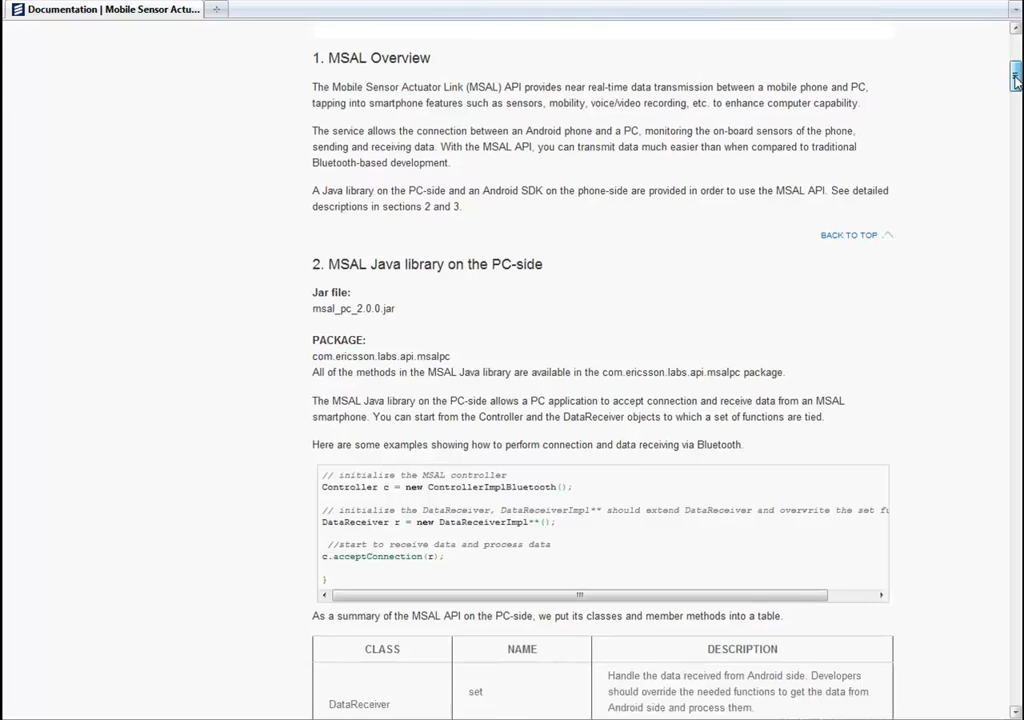 Documentation | Mobile Sensor Actu...
1. MSAL Overview
The Mobile Sensor Actuator Link (MSAL) API provides near real-time data transmission between a mobile phone and PC,
tapping into smartphone features such as sensors, mobility, voice/video recording, etc. to enhance computer capability.
The service allows the connection between an Android phone and a PC, monitoring the on-board sensors of the phone,
sending and receiving data. With the MSAL API, you can transmit data much easier than when compared to traditional
Bluetooth-based development.
A Java library on the PC-side and an Android SDK on the phone-side are provided in order to use the MSAL API. See detailed
descriptions in sections 2 and 3.
BACK TO TOP
2. MSAL Java library on the PC-side
Jar file:
msal_pc_2.0.0.jar
PACKAGE:
com.ericsson.labs.api.msalpc
All of the methods in the MSAL Java library are available in the com.ericsson.labs.api.msalpc package.
The MSAL Java library on the PC-side allows a PC application to accept connection and receive data from an MSAL
smartphone. You can start from the Controller and the DataReceiver objects to which a set of functions are tied.
Here are some examples showing how to perform connection and data receiving via Bluetooth.
// initialize the MSAL controller
Controller c = new ControllerImplBluetooth();
// initialize the DataReceiver, DataReceiverImpl** should extend DataReceiver and overwrite the set fu
DataReceiver r = new DataReceiverImpl**();
//start to receive data and process data
c.acceptConnection(r);
}
As a summary of the MSAL API on the PC-side, we put its classes and member methods into a table.
CLASS NAME DESCRIPTION
Handle the data received from Android side. Developers
set should override the needed functions to get the data from
DataReceiver Android side and process them.